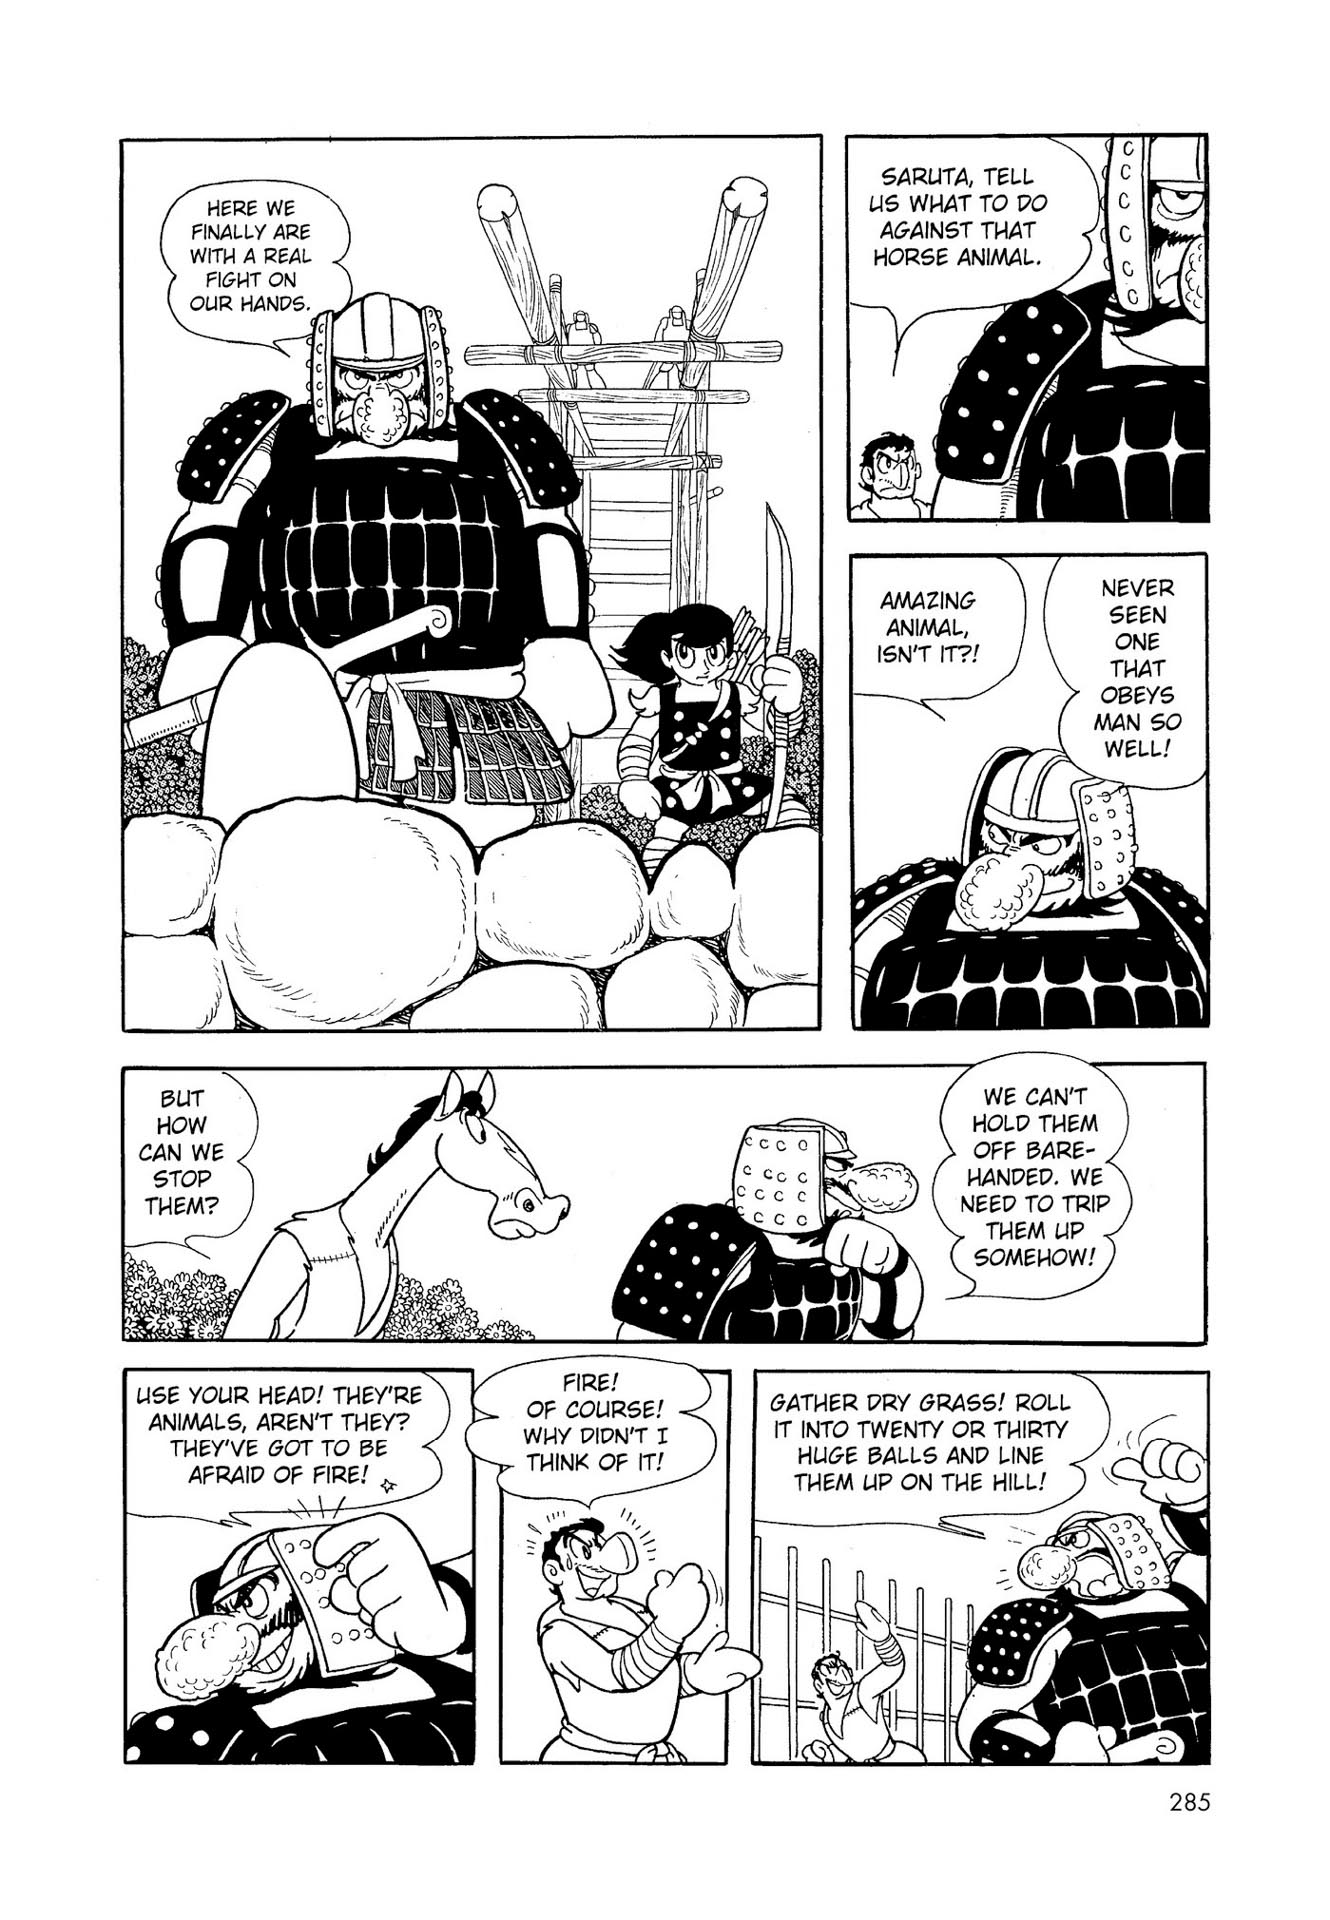 HERE WE
FINALLY ARE
WITH A REAL
FIGHT ON
OUR HANDS.
SARUTA, TELL
US WHAT TO DO
AGAINST THAT
HORSE ANIMAL.
AMAZING
ANIMAL,
ISN'T IT?!
NEVER
SEEN
ONE
THAT
OBEYS
MAN SO
WELL!
BUT
HOW
CAN WE
STOP
THEM?
WE CAN'T
HOLD THEM
OFF BARE-
HANDED. WE
NEED TO TRIP
THEM UP
SOMEHOW!
USE YOUR HEAD! THEY'RE
ANIMALS, AREN'T THEY?
THEY'VE GOT TO BE
AFRAID OF FIRE!
FIRE!
OF COURSE!
WHY DIDN'T I
THINK OF IT!
GATHER DRY GRASS! ROLL
IT INTO TWENTY OR THIRTY
HUGE BALLS AND LINE
THEM UP ON THE HILL!
285